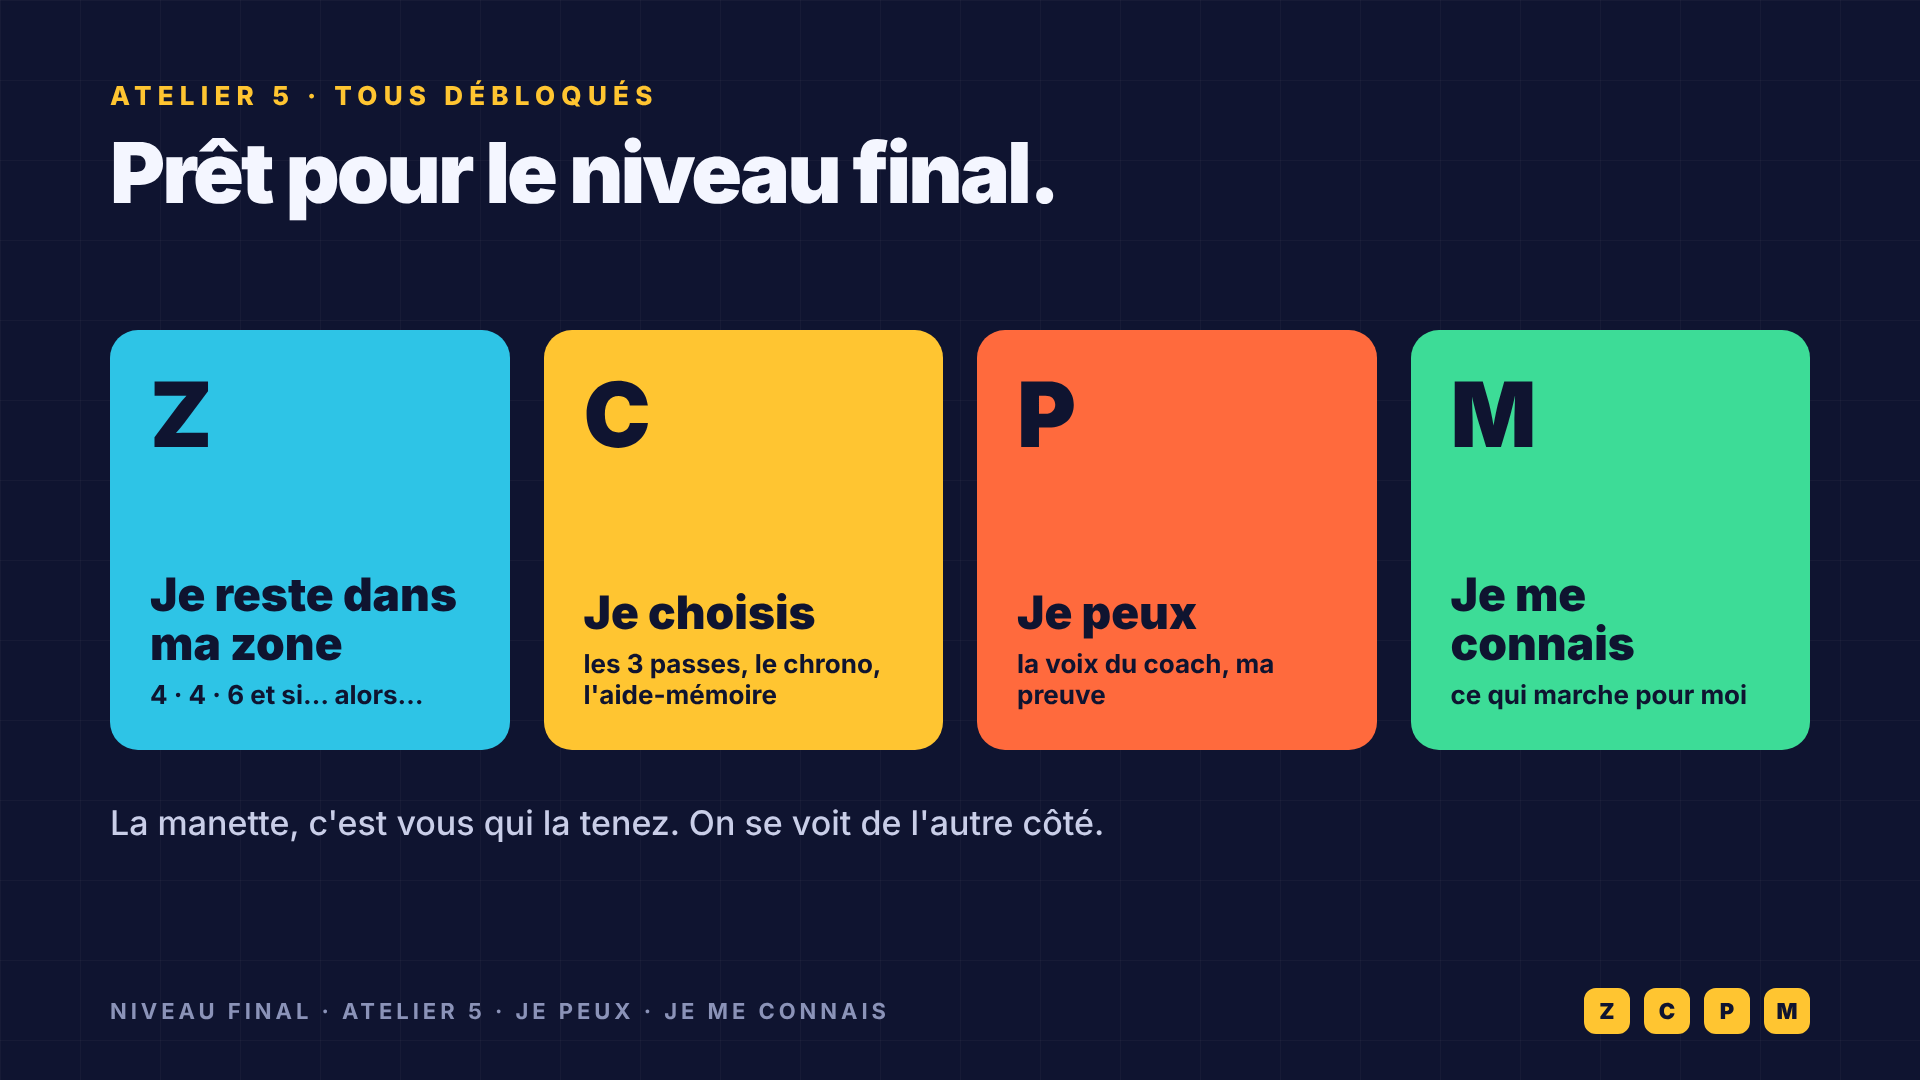 ATELIER 5 · TOUS DÉBLOQUÉS
Prêt pour le niveau final.
Z
Je reste dans
ma zone
4 · 4 · 6 et si… alors…
C
Je choisis
les 3 passes, le chrono,
l'aide-mémoire
P
Je peux
la voix du coach, ma
preuve
M
Je me
connais
ce qui marche pour moi
La manette, c'est vous qui la tenez. On se voit de l'autre côté.
NIVEAU FINAL · ATELIER 5 · JE PEUX · JE ME CONNAIS
Z C P M